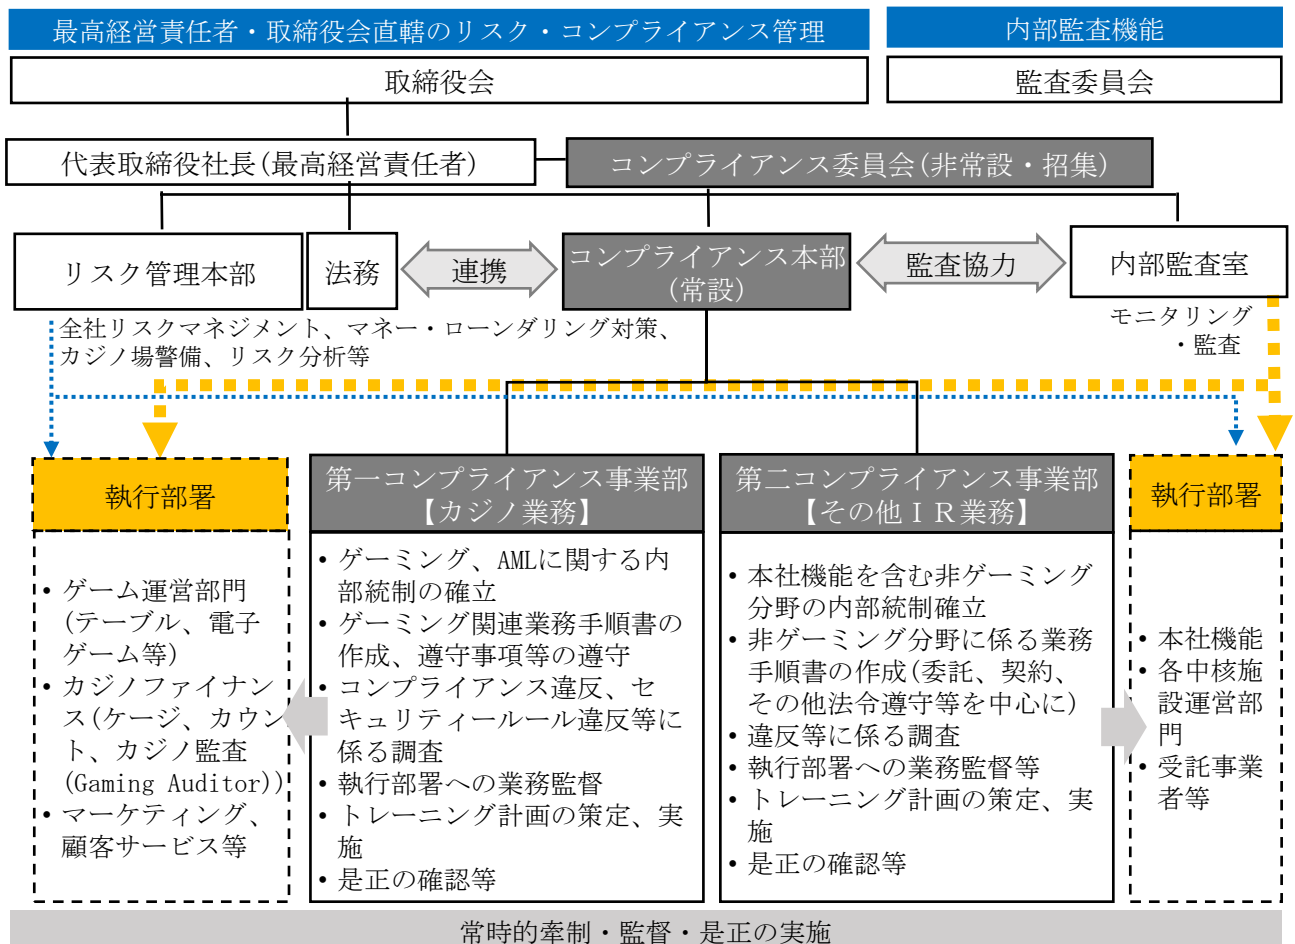 最高経営責任者・取締役会直轄のリスク・コンプライアンス管理
内部監査機能
取締役会
監査委員会
代表取締役社長(最高経営責任者)
コンプライアンス委員会(非常設・招集)
リスク管理本部
法務
連携
コンプライアンス本部
(常設)
監査協力
内部監査室
全社リスクマネジメント、マネー・ローンダリング対策、
カジノ場警備、リスク分析等
モニタリング
・監査
執行部署
• ゲーム運営部門
(テーブル、電子
ゲーム等)
• カジノファイナン
ス(ケージ、カウン
ト、カジノ監査
(Gaming Auditor))
• マーケティング、
顧客サービス等
第一コンプライアンス事業部
【カジノ業務】
• ゲーミング、AMLに関する内
部統制の確立
• ゲーミング関連業務手順書の
作成、遵守事項等の遵守
• コンプライアンス違反、セ
キュリティールール違反等に
係る調査
• 執行部署への業務監督
• トレーニング計画の策定、実
施
• 是正の確認等
第二コンプライアンス事業部
【その他ＩＲ業務】
• 本社機能を含む非ゲーミング
分野の内部統制確立
• 非ゲーミング分野に係る業務
手順書の作成(委託、契約、
その他法令遵守等を中心に)
• 違反等に係る調査
• 執行部署への業務監督等
• トレーニング計画の策定、実
施
• 是正の確認等
執行部署
• 本社機能
• 各中核施
設運営部
門
• 受託事業
者等
常時的牽制・監督・是正の実施